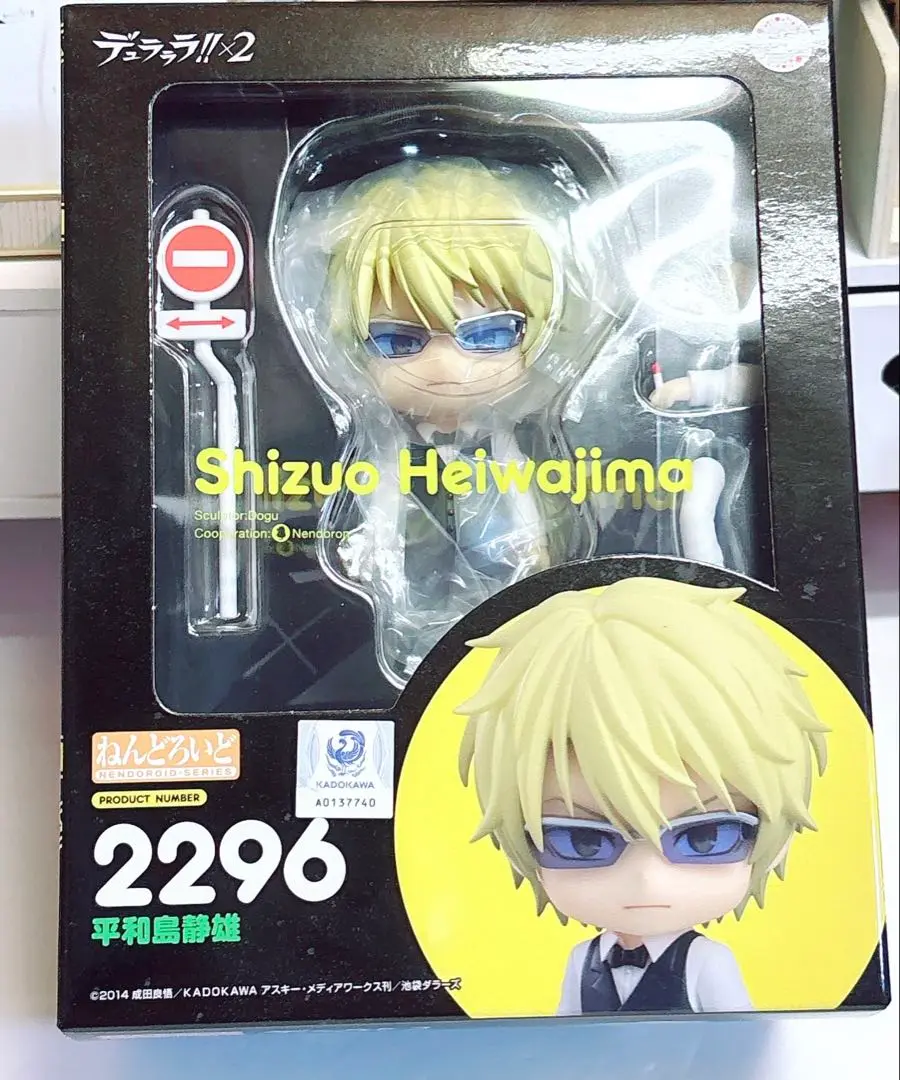 デュラララ!!×2
Shizuo Heiwajima
Sculptor:Dogu
Cooperation: Nendoron
ねんどろいど
NENDOROID·SERIES
KADOKAWA
A0137740
PRODUCT NUMBER
2296
平和島静雄
©2014 成田良悟／KADOKAWA アスキー・メディアワークス刊／池袋ダラーズ